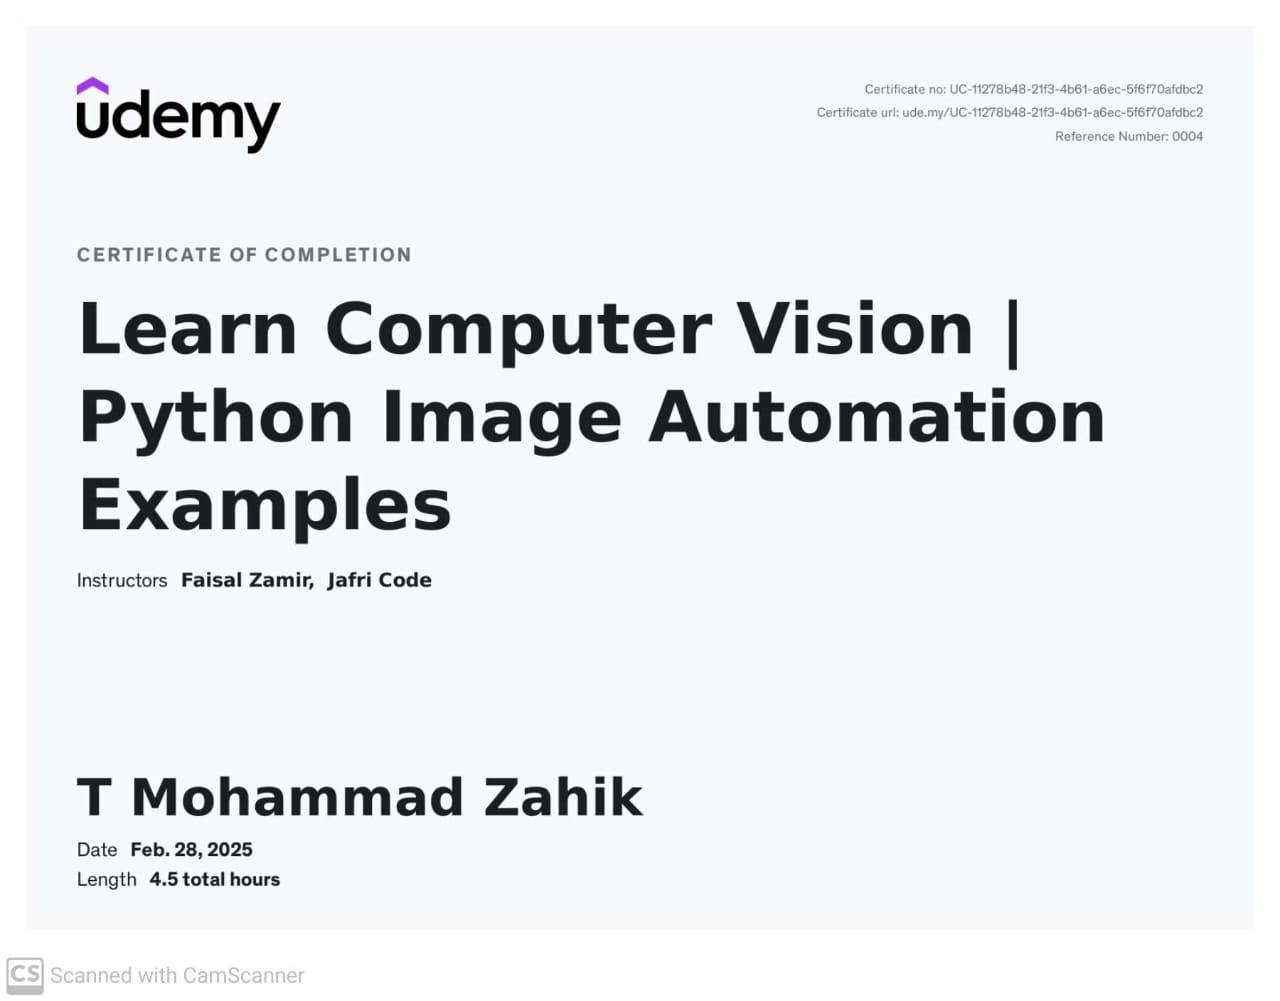 udemy
Certificate no: UC-11278b48-21f3-4b61-a6ec-5f6f70afdbc2
Certificate url: ude.my/UC-11278b48-21f3-4b61-a6ec-5f6f70afdbc2
Reference Number: 0004
CERTIFICATE OF COMPLETION
Learn Computer Vision |
Python Image Automation
Examples
Instructors Faisal Zamir, Jafri Code
T Mohammad Zahik
Date Feb. 28, 2025
Length 4.5 total hours
CS Scanned with CamScanner